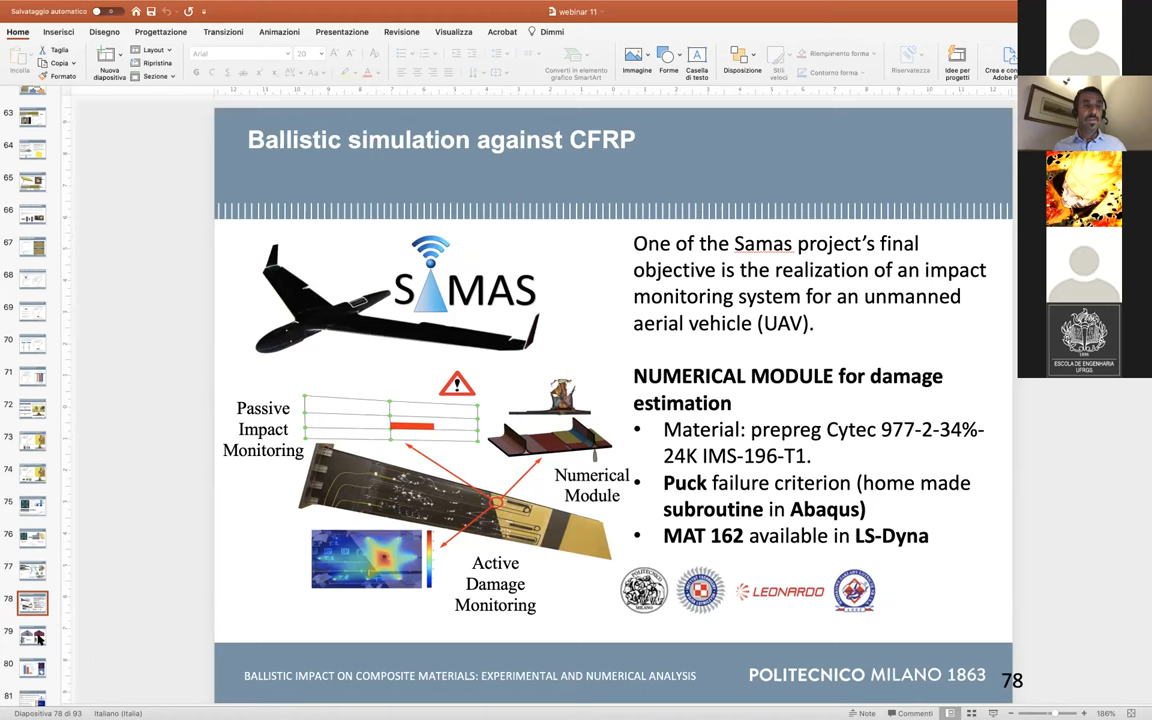 Salvataggio automatico
webinar 11
Home Inserisci Disegno Progettazione Transizioni Animazioni Presentazione Revisione Visualizza Acrobat Dimmi
Incolla
Taglia
Copia
Formato
Nuova
diapositiva
Layout
Ripristina
Sezione
Arial
20
Converti in elemento
grafico SmartArt
Immagine
Forme
Casella
di testo
Disposizione
Stili
veloci
Riempimento forma
Contorno forma
Riservatezza
Idee per
progetti
Crea e con
Adobe P
63
64
65
66
67
68
69
70
71
72
73
74
75
76
77
78
79
80
81
Ballistic simulation against CFRP
SAMAS
One of the Samas project's final
objective is the realization of an impact
monitoring system for an unmanned
aerial vehicle (UAV).
Passive
Impact
Monitoring
Numerical
Module
Active
Damage
Monitoring
NUMERICAL MODULE for damage
estimation
• Material: prepreg Cytec 977-2-34%-
24K IMS-196-T1.
• Puck failure criterion (home made
subroutine in Abaqus)
• MAT 162 available in LS-Dyna
POLITECNICO
MILANO
LEONARDO
BALLISTIC IMPACT ON COMPOSITE MATERIALS: EXPERIMENTAL AND NUMERICAL ANALYSIS
POLITECNICO MILANO 1863
78
ESCOLA DE ENGENHARIA
UFRGS
Diapositiva 78 di 93 Italiano (Italia)
Note Commenti 186%